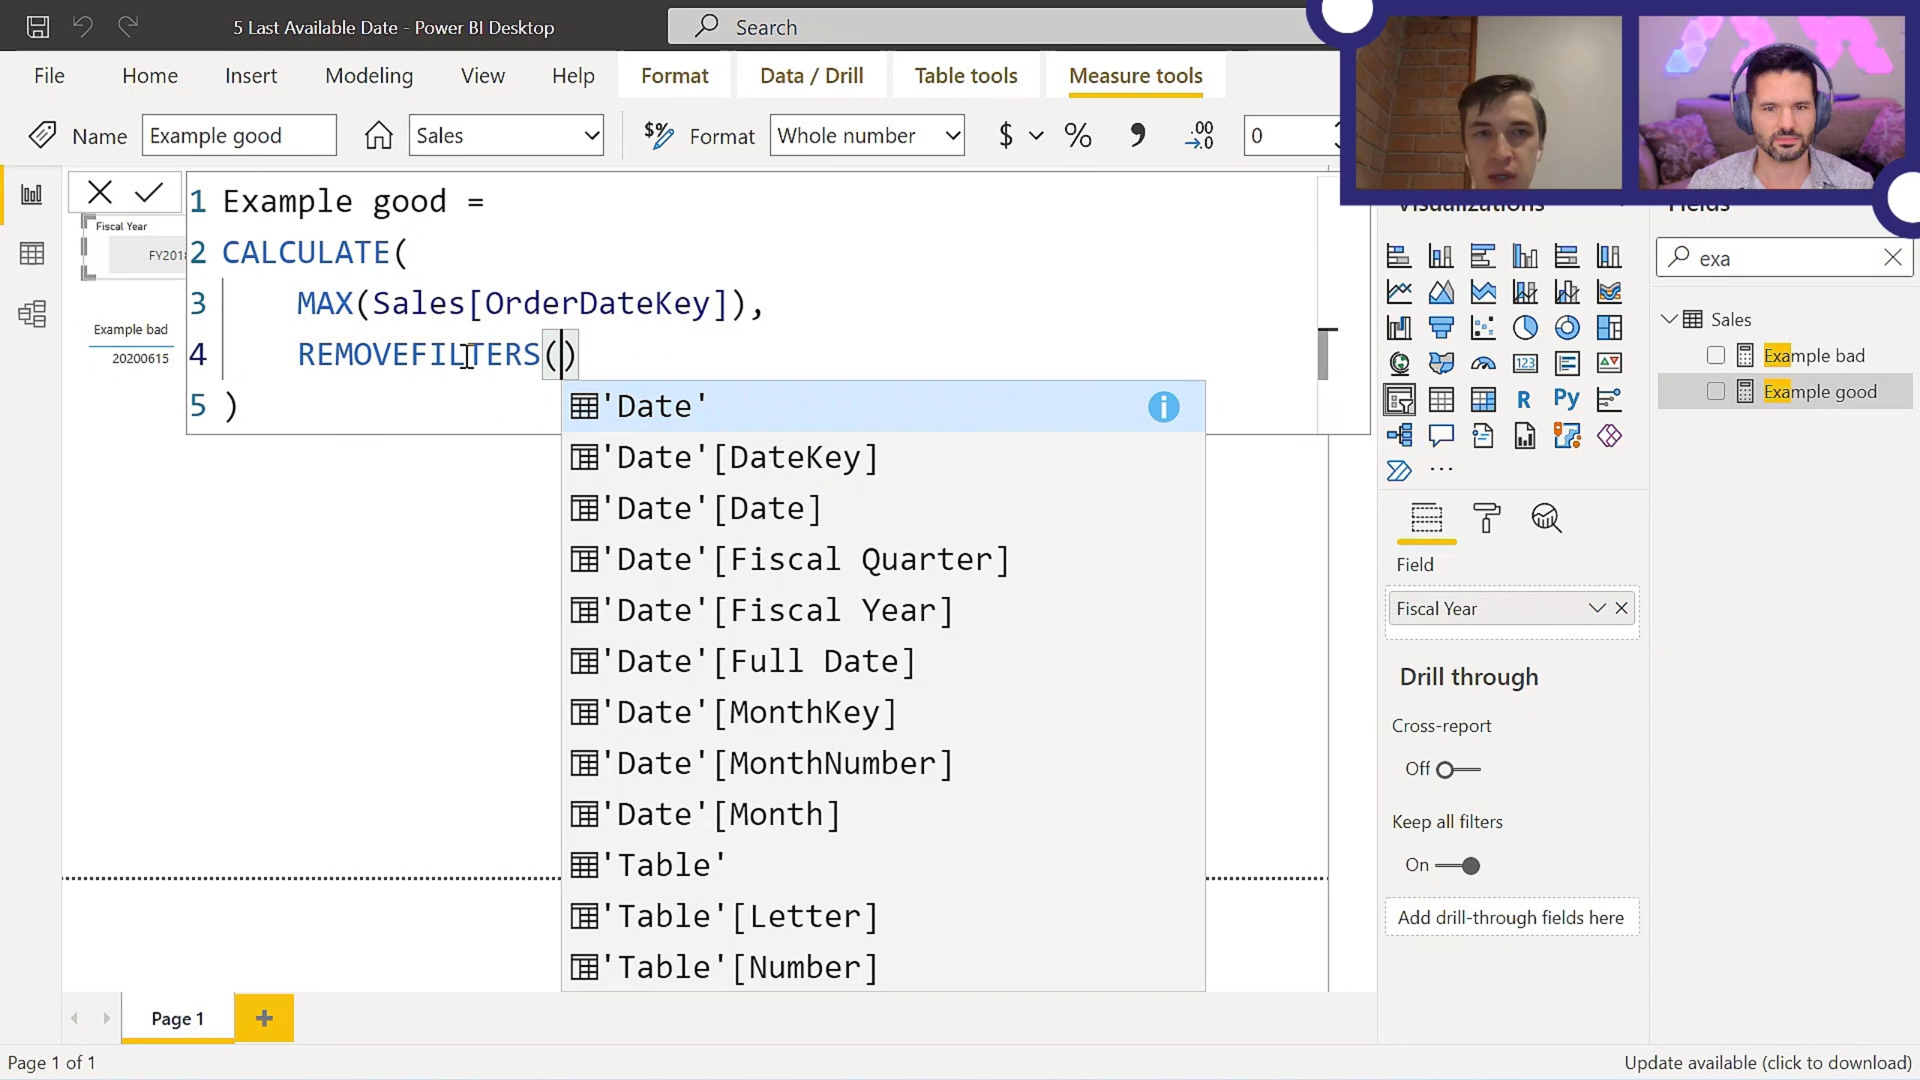 5 Last Available Date - Power BI Desktop
Search
File
Home
Insert
Modeling
View
Help
Format
Data / Drill
Table tools
Measure tools
Name
Example good
Sales
Format
Whole number
$
%
.00
0
1 Example good =
2 CALCULATE(
3 MAX(Sales[OrderDateKey]),
4 REMOVEFILTERS()
5 )
Fiscal Year
FY2018
Example bad
20200615
'Date'
'Date'[DateKey]
'Date'[Date]
'Date'[Fiscal Quarter]
'Date'[Fiscal Year]
'Date'[Full Date]
'Date'[MonthKey]
'Date'[MonthNumber]
'Date'[Month]
'Table'
'Table'[Letter]
'Table'[Number]
Visualizations
Fields
exa
Sales
Example bad
Example good
123
R
Py
Field
Fiscal Year
Drill through
Cross-report
Off
Keep all filters
On
Add drill-through fields here
Page 1
Page 1 of 1
Update available (click to download)